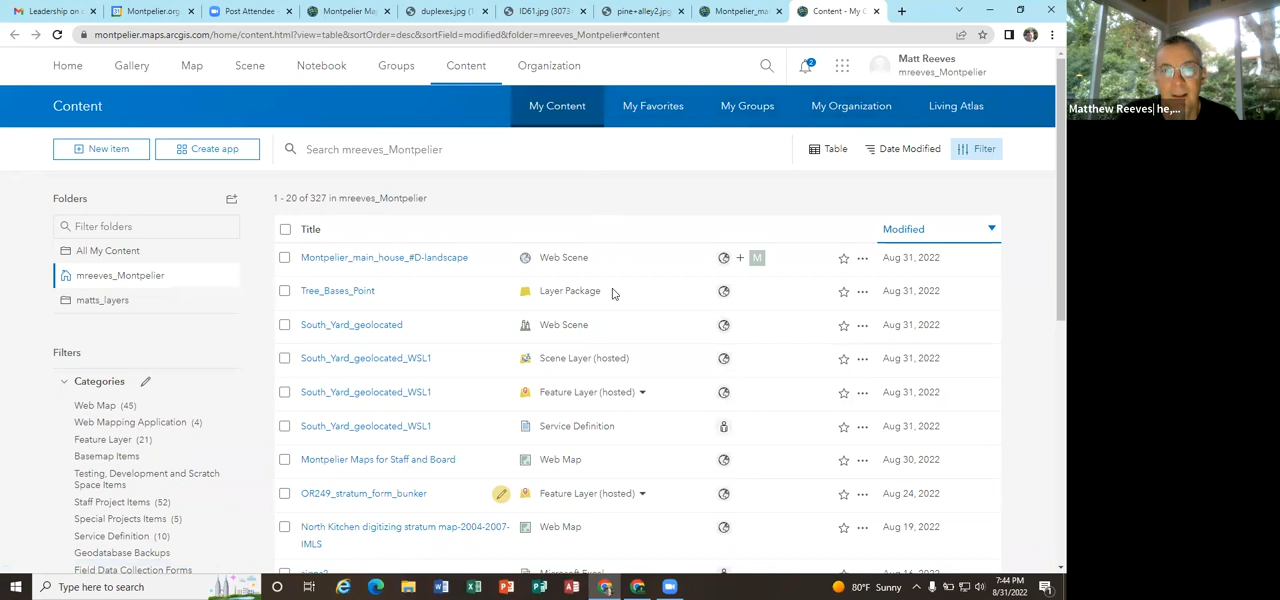 Leadership on
Montpelier.org
Post Attendee
Montpelier Ma
duplexes.jpg (1
ID61.jpg (3073
pine+alley2.jpg
Montpelier_ma
Content - My C
montpelier.maps.arcgis.com/home/content.html?view=table&sortOrder=desc&sortField=modified&folder=mreeves_Montpelier#content
Home Gallery Map Scene Notebook Groups Content Organization
2
Matt Reeves
mreeves_Montpelier
Matthew Reeves| he,...
Content
My Content My Favorites My Groups My Organization Living Atlas
New item Create app Search mreeves_Montpelier Table Date Modified Filter
Folders
1 - 20 of 327 in mreeves_Montpelier
Filter folders
All My Content
mreeves_Montpelier
matts_layers
Title Modified
Montpelier_main_house_#D-landscape Web Scene + M Aug 31, 2022
Tree_Bases_Point Layer Package Aug 31, 2022
South_Yard_geolocated Web Scene Aug 31, 2022
South_Yard_geolocated_WSL1 Scene Layer (hosted) Aug 31, 2022
South_Yard_geolocated_WSL1 Feature Layer (hosted) Aug 31, 2022
South_Yard_geolocated_WSL1 Service Definition Aug 31, 2022
Montpelier Maps for Staff and Board Web Map Aug 30, 2022
OR249_stratum_form_bunker Feature Layer (hosted) Aug 24, 2022
North Kitchen digitizing stratum map-2004-2007-
IMLS Web Map Aug 19, 2022
Filters
Categories
Web Map (45)
Web Mapping Application (4)
Feature Layer (21)
Basemap Items
Testing, Development and Scratch
Space Items
Staff Project Items (52)
Special Projects Items (5)
Service Definition (10)
Geodatabase Backups
Field Data Collection Forms
Type here to search
80°F Sunny
7:44 PM
8/31/2022
1